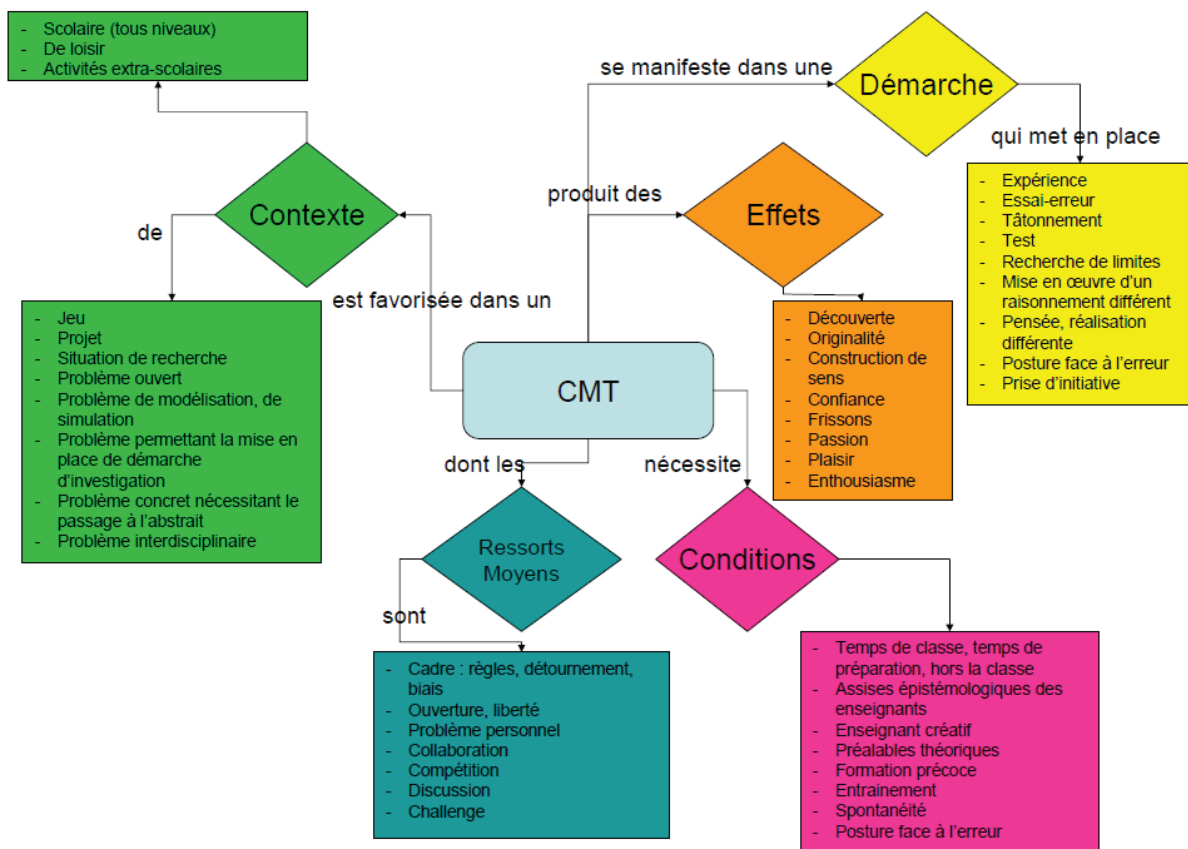 - Scolaire (tous niveaux)
- De loisir
- Activités extra-scolaires
se manifeste dans une
Démarche
qui met en place
- Expérience
- Essai-erreur
- Tâtonnement
- Test
- Recherche de limites
- Mise en œuvre d'un
raisonnement différent
- Pensée, réalisation
différente
- Posture face à l'erreur
- Prise d'initiative
produit des
Effets
- Découverte
- Originalité
- Construction de
sens
- Confiance
- Frissons
- Passion
- Plaisir
- Enthousiasme
Contexte
de
est favorisée dans un
- Jeu
- Projet
- Situation de recherche
- Problème ouvert
- Problème de modélisation, de
simulation
- Problème permettant la mise en
place de démarche
d'investigation
- Problème concret nécessitant le
passage à l'abstrait
- Problème interdisciplinaire
CMT
dont les
Ressorts
Moyens
sont
- Cadre : règles, détournement,
biais
- Ouverture, liberté
- Problème personnel
- Collaboration
- Compétition
- Discussion
- Challenge
nécessite
Conditions
- Temps de classe, temps de
préparation, hors la classe
- Assises épistémologiques des
enseignants
- Enseignant créatif
- Préalables théoriques
- Formation précoce
- Entrainement
- Spontanéité
- Posture face à l'erreur